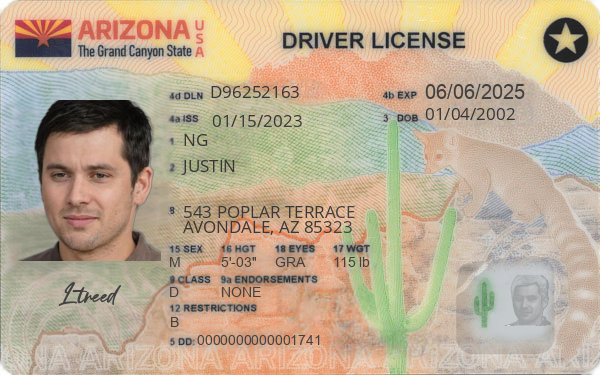 ARIZONA USA
The Grand Canyon State
DRIVER LICENSE
4d DLN D96252163
4b EXP 06/06/2025
4a ISS 01/15/2023
3 DOB 01/04/2002
1 NG
2 JUSTIN
8 543 POPLAR TERRACE
AVONDALE, AZ 85323
15 SEX 16 HGT 18 EYES 17 WGT
M 5'-03" GRA 115 lb
9 CLASS 9a ENDORSEMENTS
D NONE
12 RESTRICTIONS
B
5 DD: 0000000000001741
ARIZONA ARIZONA ARIZONA ARIZONA